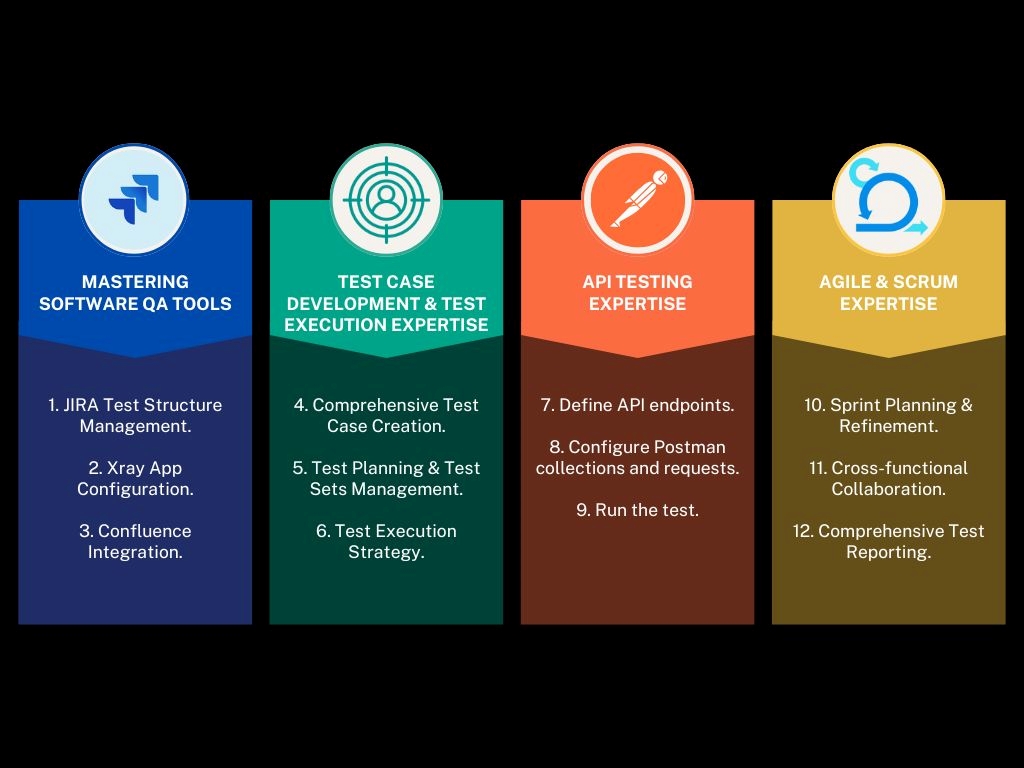 MASTERING
SOFTWARE QA TOOLS
1. JIRA Test Structure
Management.
2. Xray App
Configuration.
3. Confluence
Integration.
TEST CASE
DEVELOPMENT & TEST
EXECUTION EXPERTISE
4. Comprehensive Test
Case Creation.
5. Test Planning & Test
Sets Management.
6. Test Execution
Strategy.
API TESTING
EXPERTISE
7. Define API endpoints.
8. Configure Postman
collections and requests.
9. Run the test.
AGILE & SCRUM
EXPERTISE
10. Sprint Planning &
Refinement.
11. Cross-functional
Collaboration.
12. Comprehensive Test
Reporting.